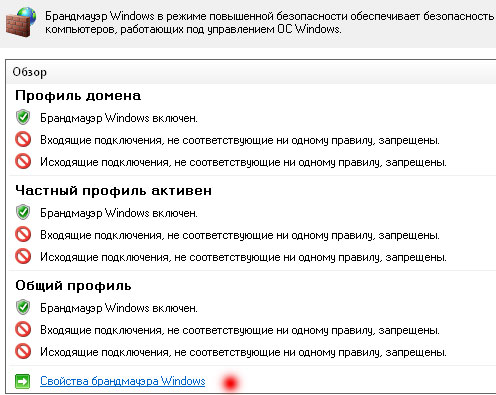 Брандмауэр Windows в режиме повышенной безопасности обеспечивает безопасность
компьютеров, работающих под управлением ОС Windows.
Обзор
Профиль домена
Брандмауэр Windows включен.
Входящие подключения, не соответствующие ни одному правилу, запрещены.
Исходящие подключения, не соответствующие ни одному правилу, запрещены.
Частный профиль активен
Брандмауэр Windows включен.
Входящие подключения, не соответствующие ни одному правилу, запрещены.
Исходящие подключения, не соответствующие ни одному правилу, запрещены.
Общий профиль
Брандмауэр Windows включен.
Входящие подключения, не соответствующие ни одному правилу, запрещены.
Исходящие подключения, не соответствующие ни одному правилу, запрещены.
Свойства брандмауэра Windows